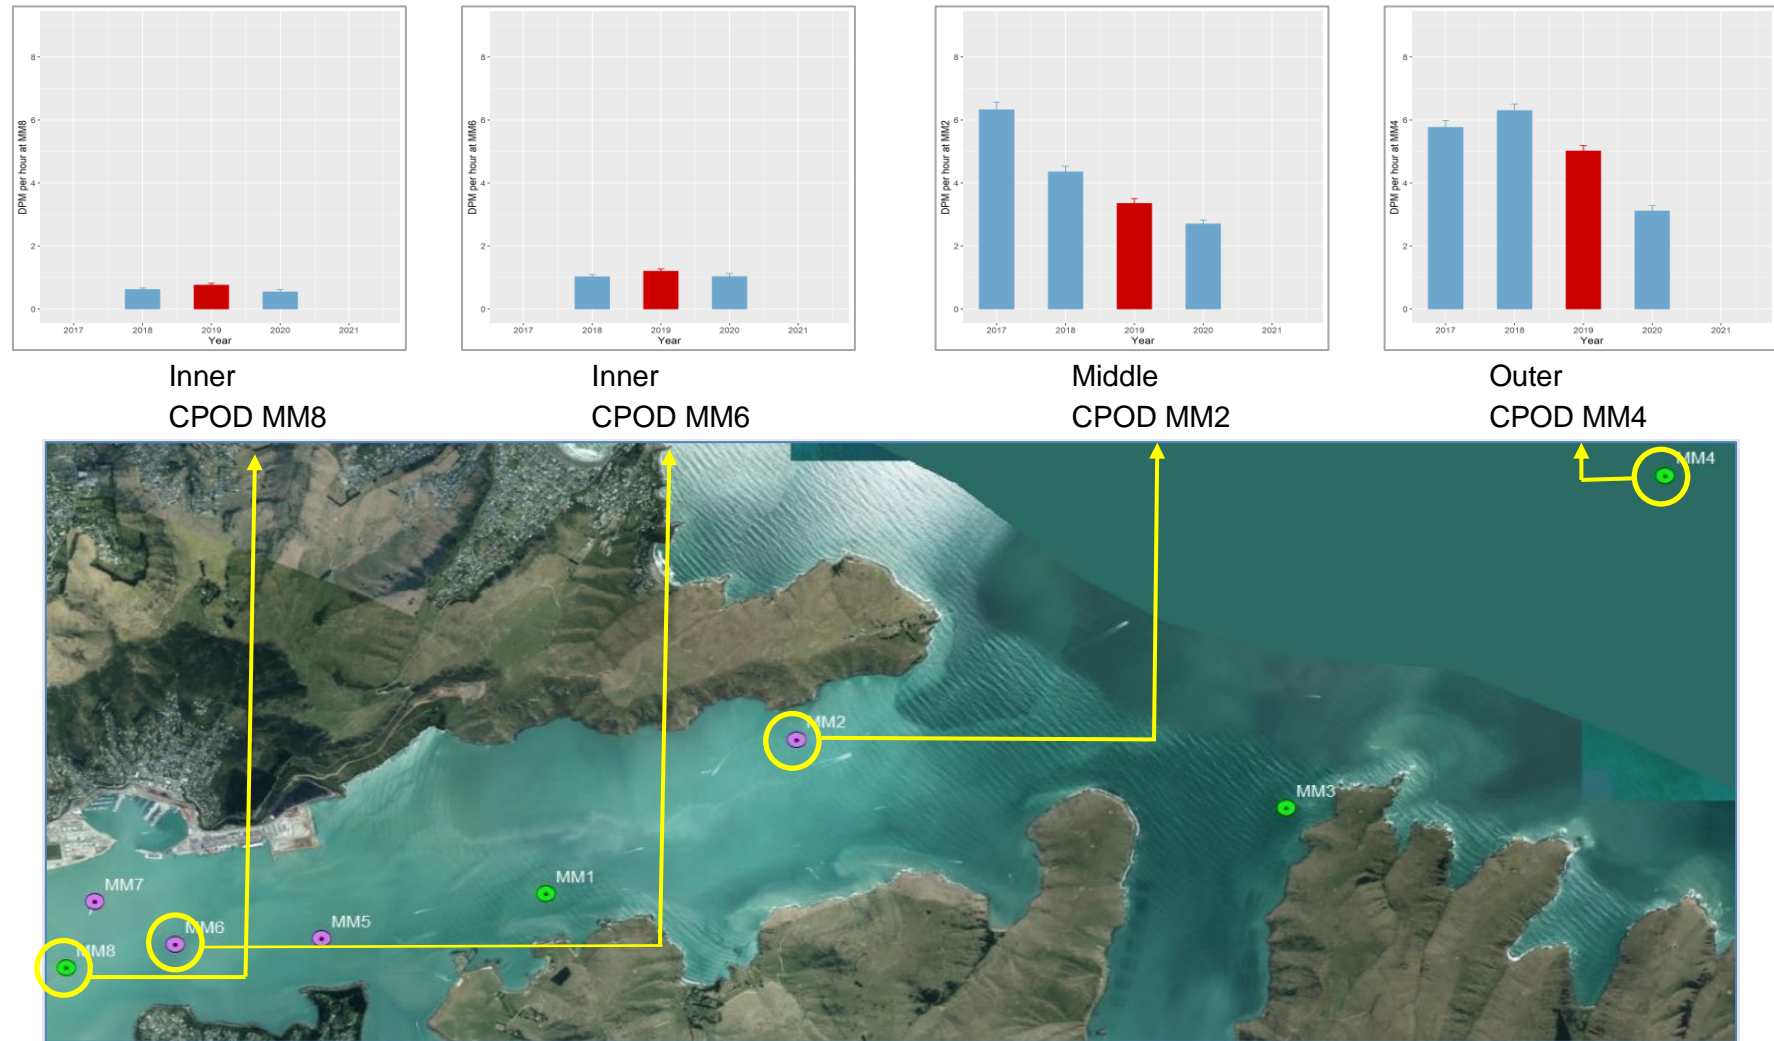 DPM per hour at MM8
8
6
4
2
0
2017 2018 2019 2020 2021
Year
DPM per hour at MM6
8
6
4
2
0
2017 2018 2019 2020 2021
Year
DPM per hour at MM2
8
6
4
2
0
2017 2018 2019 2020 2021
Year
DPM per hour at MM4
8
6
4
2
0
2017 2018 2019 2020 2021
Year
Inner
CPOD MM8
Inner
CPOD MM6
Middle
CPOD MM2
Outer
CPOD MM4
MM4
MM2
MM3
MM1
MM7
MM5
MM6
MM8